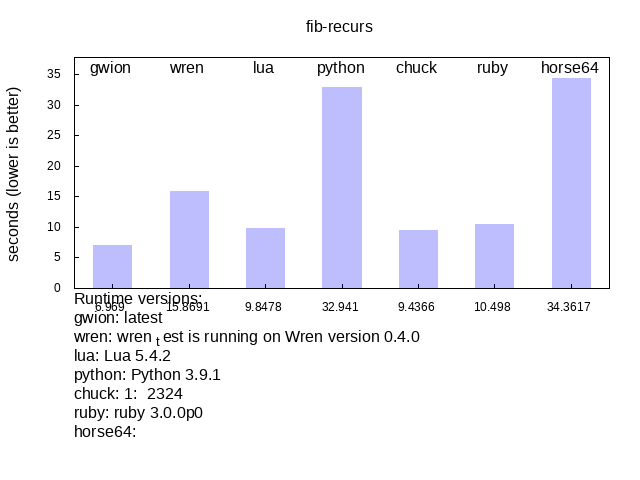 fib-recurs
gwion wren lua python chuck ruby horse64
35
30
25
20
15
10
5
0
seconds (lower is better)
6.969 15.8691 9.8478 32.941 9.4366 10.498 34.3617
Runtime versions:
gwion: latest
wren: wren test is running on Wren version 0.4.0
lua: Lua 5.4.2
python: Python 3.9.1
chuck: 1: 2324
ruby: ruby 3.0.0p0
horse64: